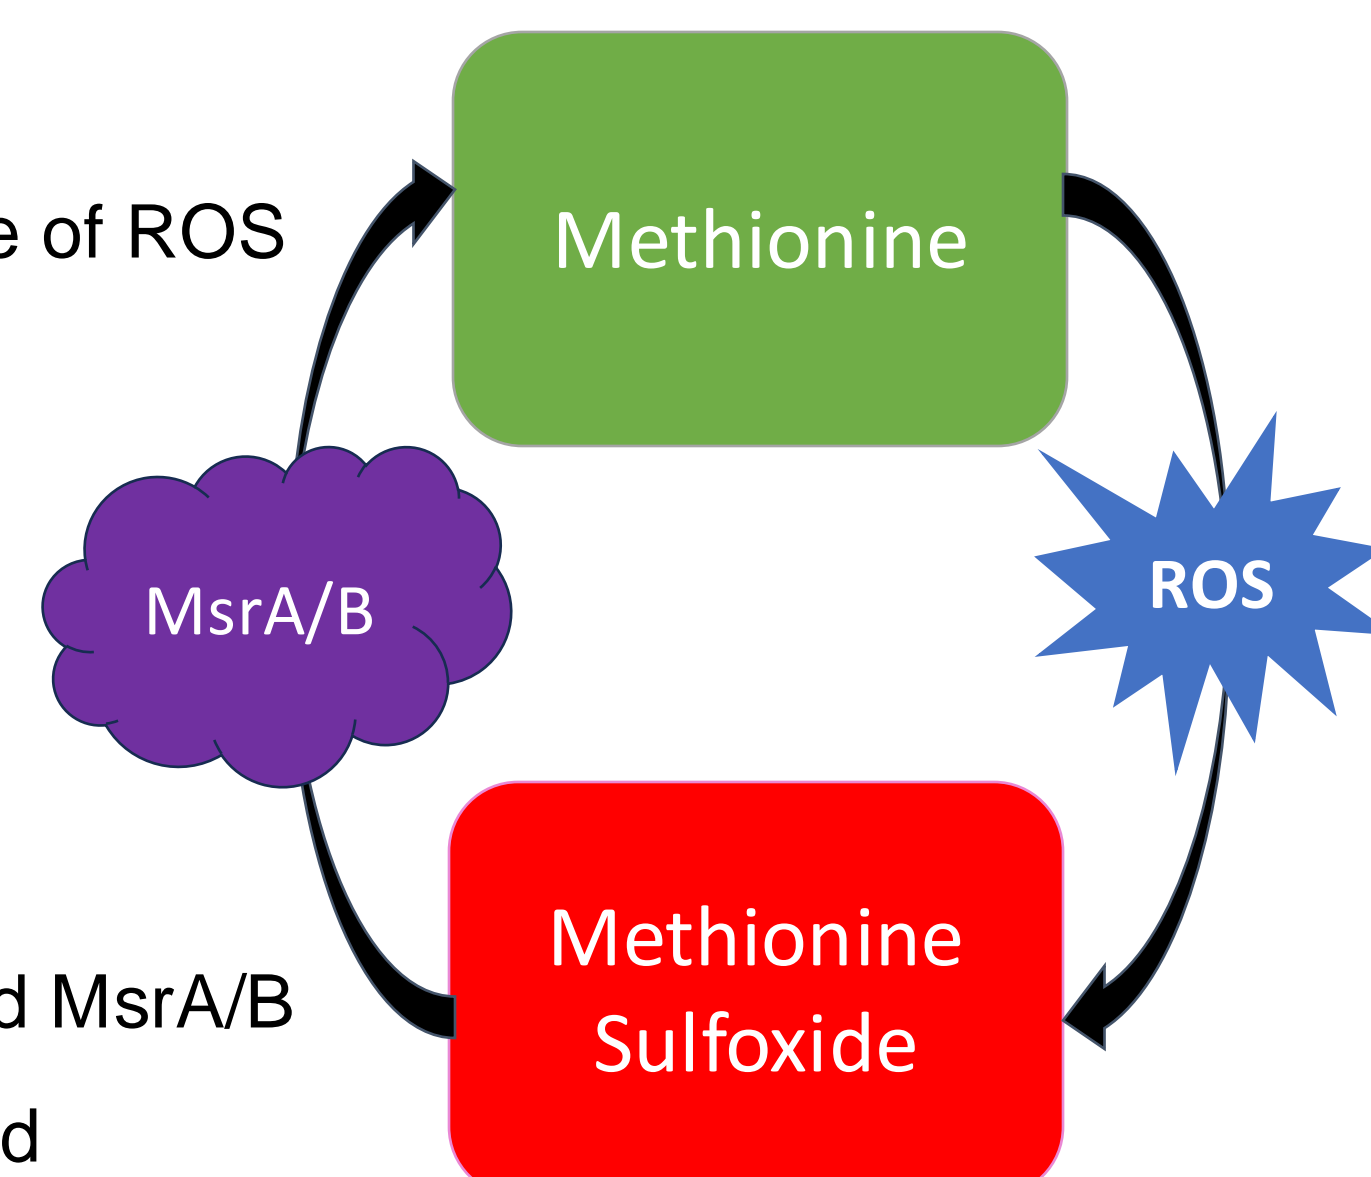 e of ROS
Methionine
ROS
MsrA/B
Methionine
Sulfoxide
d MsrA/B
d